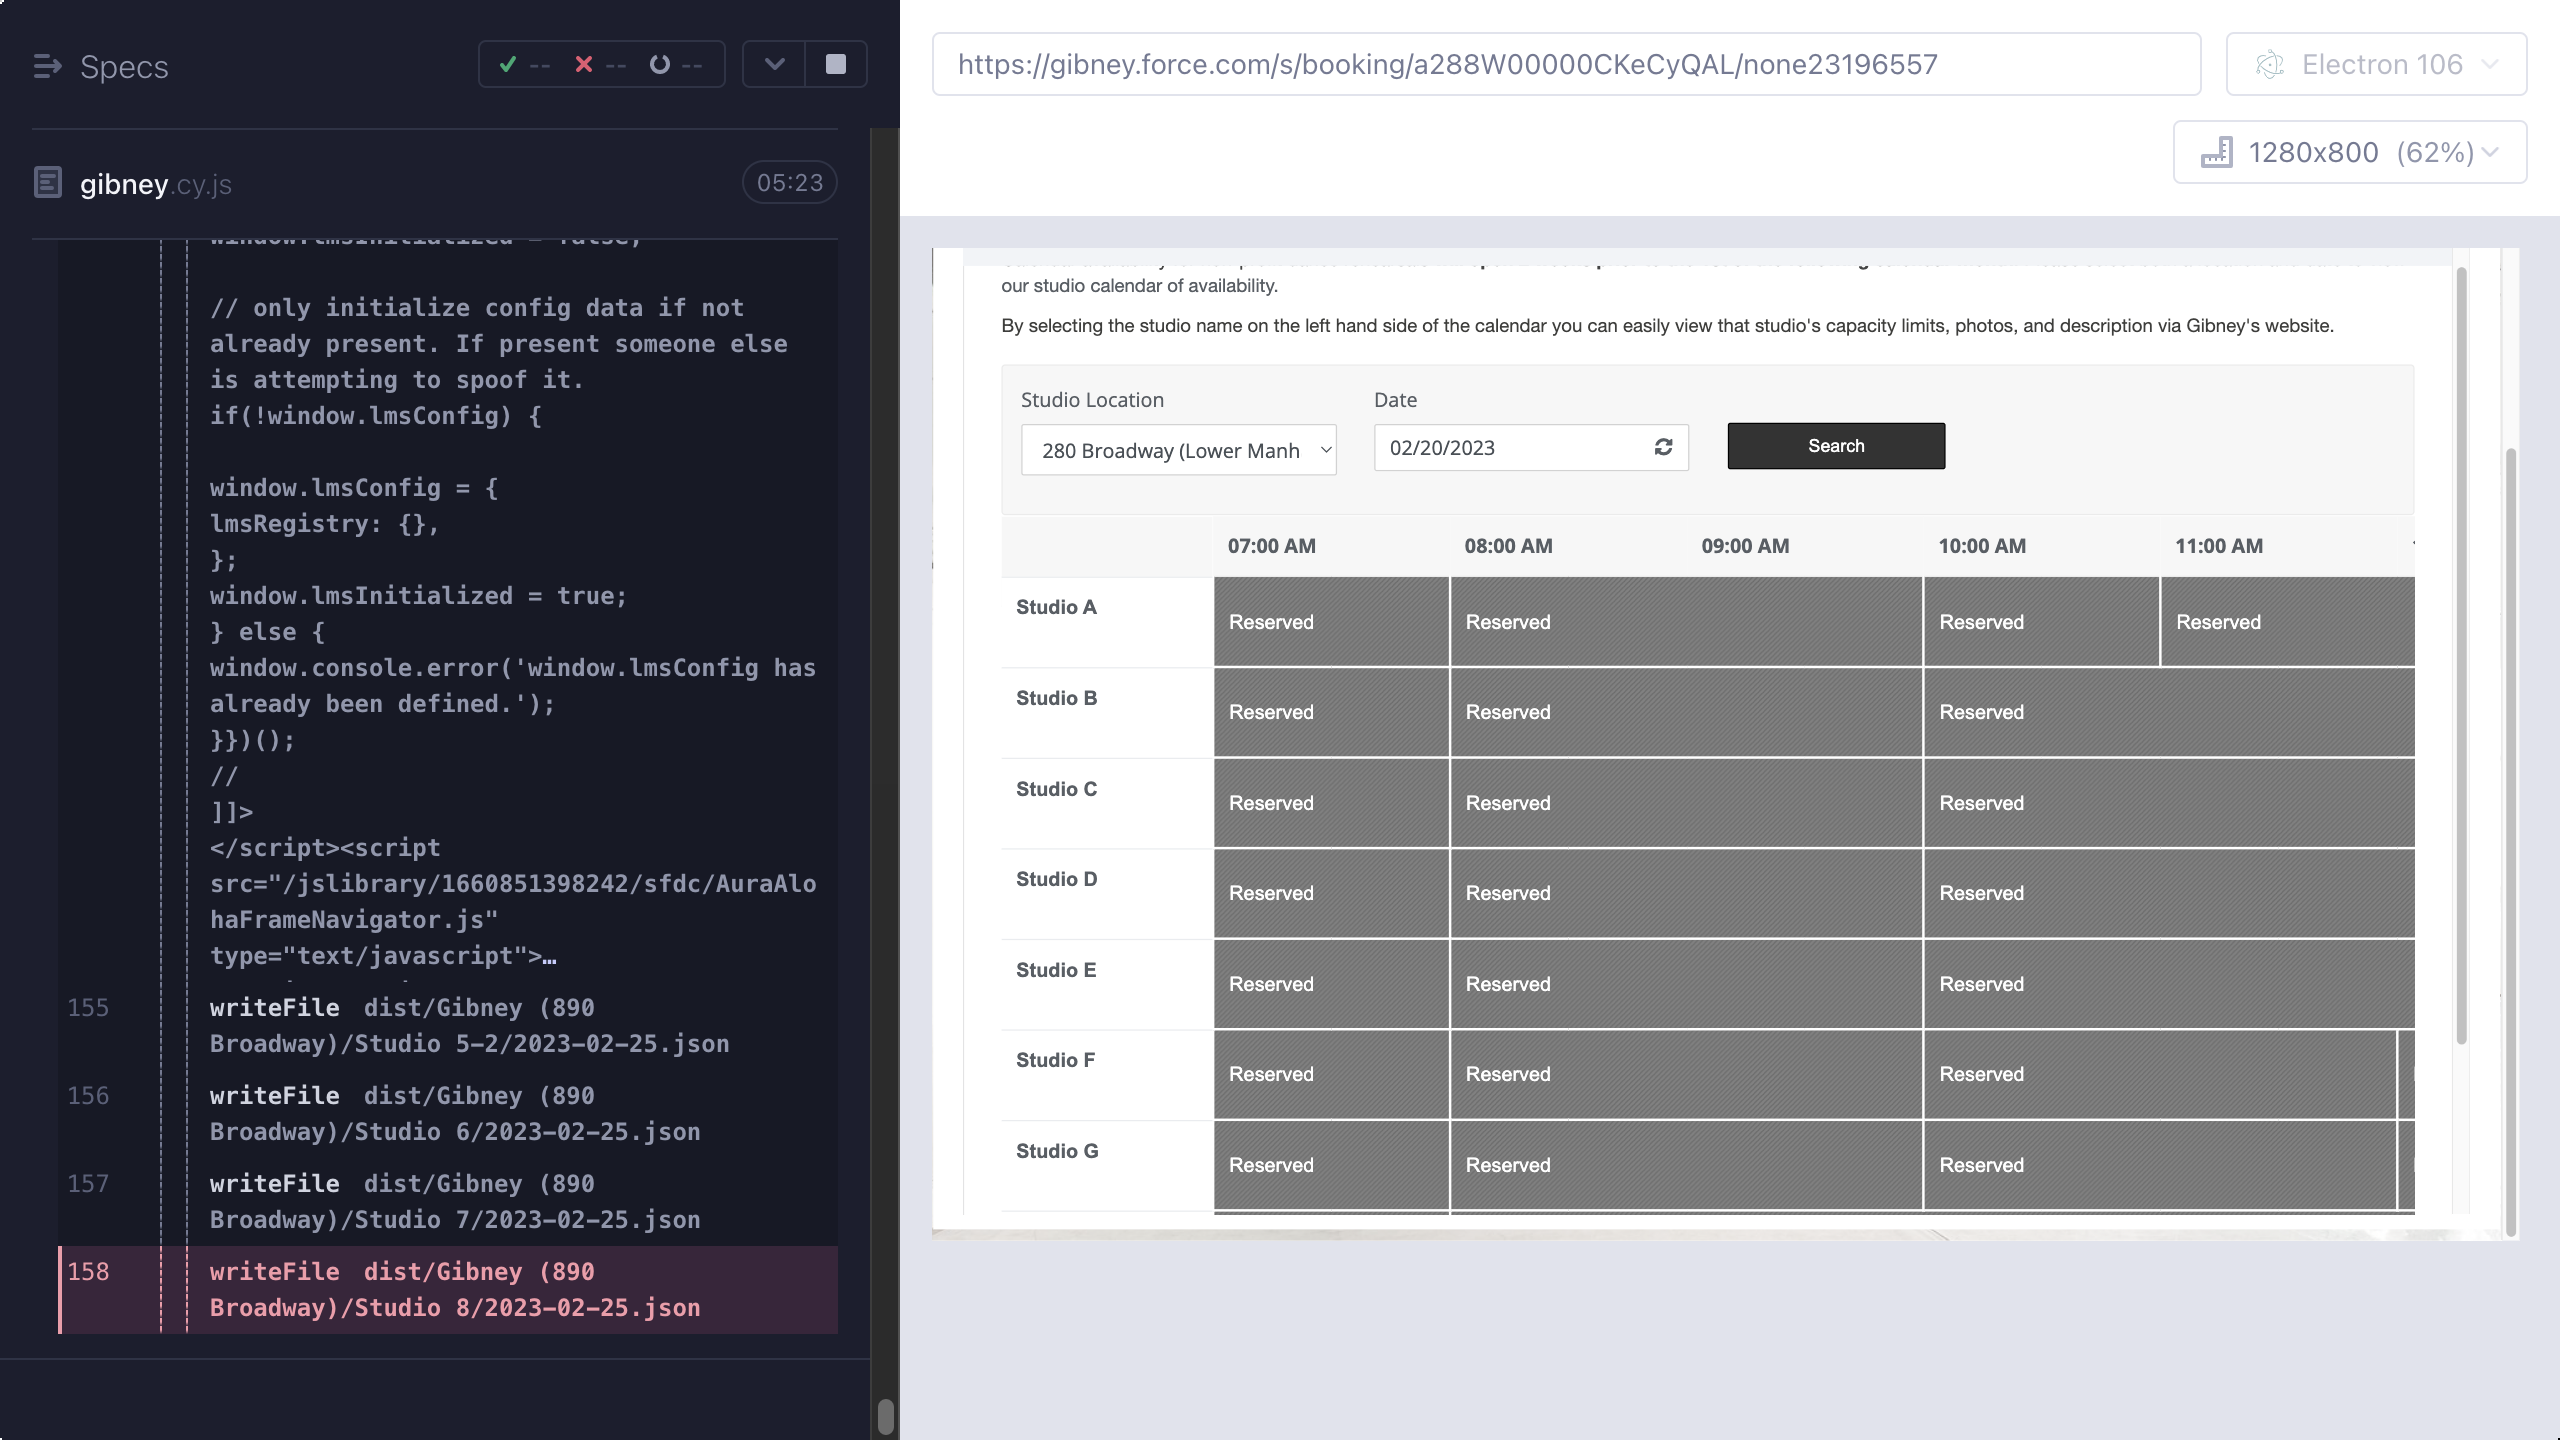 Specs
--
--
--
gibney.cy.js
05:23
window.lmsInitialized = false;
// only initialize config data if not
already present. If present someone else
is attempting to spoof it.
if(!window.lmsConfig) {
window.lmsConfig = {
lmsRegistry: {},
};
window.lmsInitialized = true;
} else {
window.console.error('window.lmsConfig has
already been defined.');
}})();
//
]]>
</script><script
src="/jslibrary/1660851398242/sfdc/AuraAlo
haFrameNavigator.js"
type="text/javascript">…
155 writeFile dist/Gibney (890
Broadway)/Studio 5-2/2023-02-25.json
156 writeFile dist/Gibney (890
Broadway)/Studio 6/2023-02-25.json
157 writeFile dist/Gibney (890
Broadway)/Studio 7/2023-02-25.json
158 writeFile dist/Gibney (890
Broadway)/Studio 8/2023-02-25.json
https://gibney.force.com/s/booking/a288W00000CKeCyQAL/none23196557
Electron 106
1280x800 (62%)
our studio calendar of availability.
By selecting the studio name on the left hand side of the calendar you can easily view that studio's capacity limits, photos, and description via Gibney's website.
Studio Location
Date
280 Broadway (Lower Manh
02/20/2023
Search
07:00 AM 08:00 AM 09:00 AM 10:00 AM 11:00 AM
Studio A Reserved Reserved Reserved Reserved
Studio B Reserved Reserved Reserved
Studio C Reserved Reserved Reserved
Studio D Reserved Reserved Reserved
Studio E Reserved Reserved Reserved
Studio F Reserved Reserved Reserved
Studio G Reserved Reserved Reserved